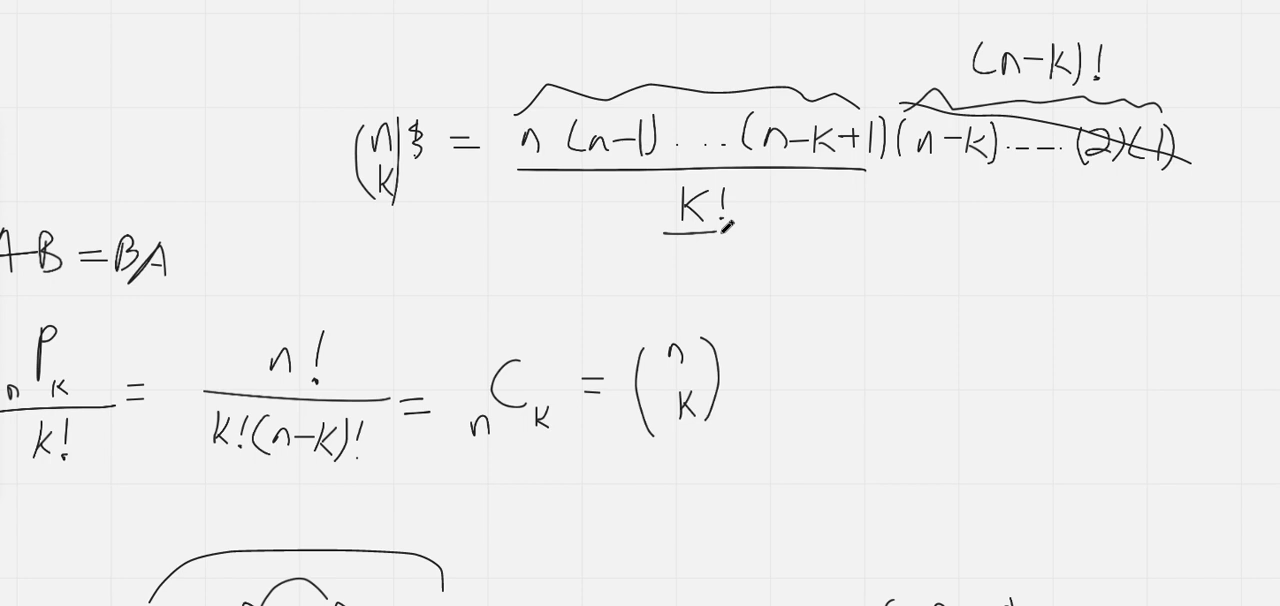 (n-k)!
(n k) = n (n-1) ... (n-k+1)(n-k) ..... (2)(1)
K!
AB = BA
nPk / k! = n! / k!(n-k)! = nCk = (n k)